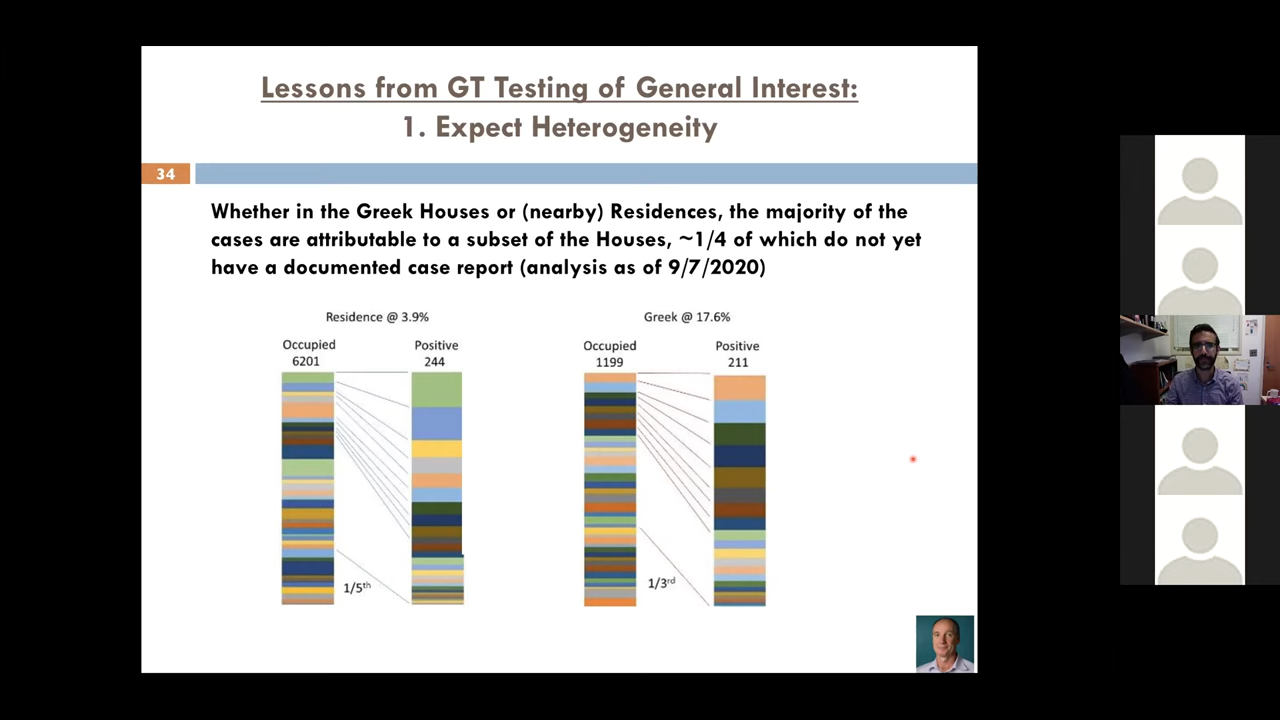 Lessons from GT Testing of General Interest:
1. Expect Heterogeneity
34
Whether in the Greek Houses or (nearby) Residences, the majority of the
cases are attributable to a subset of the Houses, ~1/4 of which do not yet
have a documented case report (analysis as of 9/7/2020)
Residence @ 3.9%
Occupied
6201
Positive
244
1/5th
Greek @ 17.6%
Occupied
1199
Positive
211
1/3rd